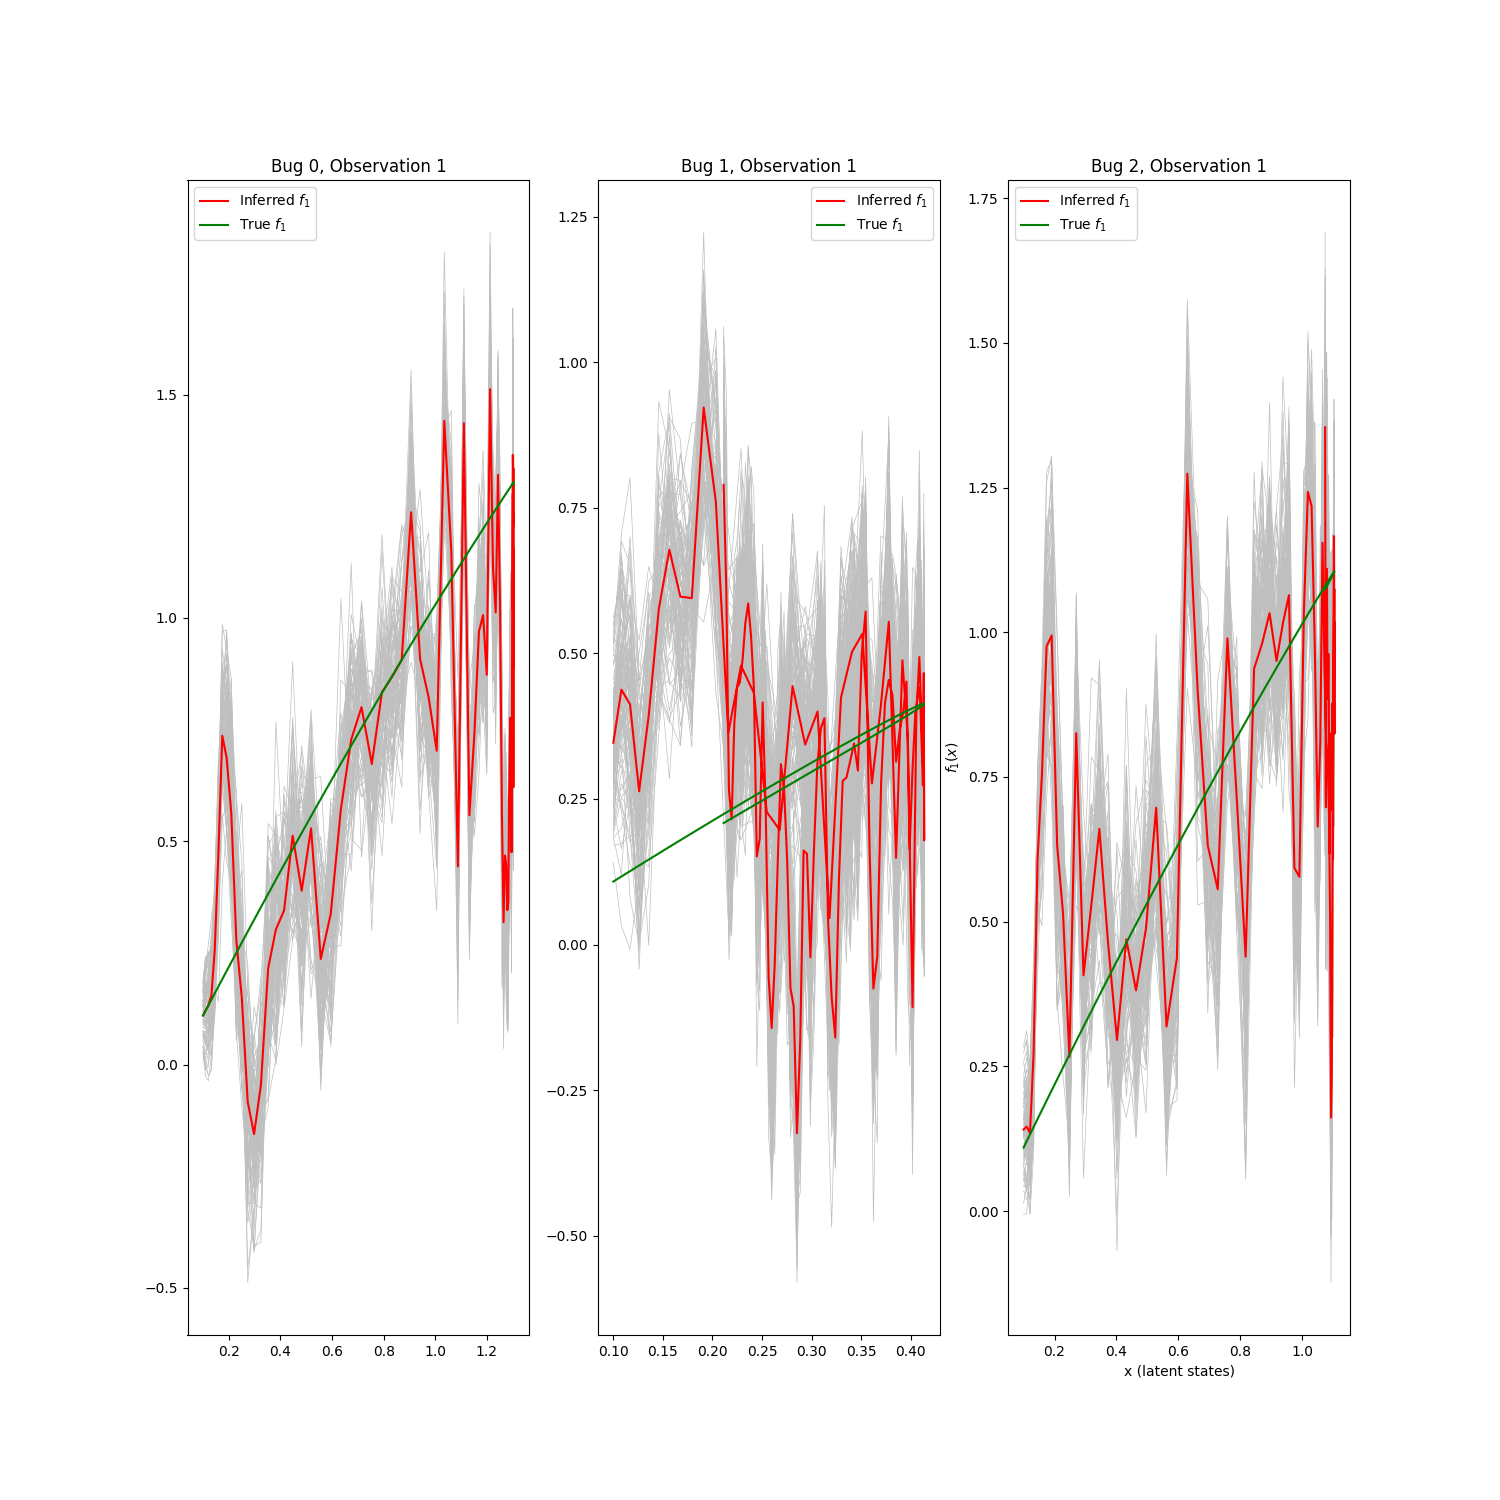 Bug 0, Observation 1
Inferred f₁
True f₁
1.5
1.0
0.5
0.0
−0.5
0.2 0.4 0.6 0.8 1.0 1.2
Bug 1, Observation 1
Inferred f₁
True f₁
1.25
1.00
0.75
0.50
0.25
0.00
−0.25
−0.50
0.10 0.15 0.20 0.25 0.30 0.35 0.40
Bug 2, Observation 1
Inferred f₁
True f₁
1.75
1.50
1.25
1.00
0.75
0.50
0.25
0.00
f₁(x)
0.2 0.4 0.6 0.8 1.0
x (latent states)